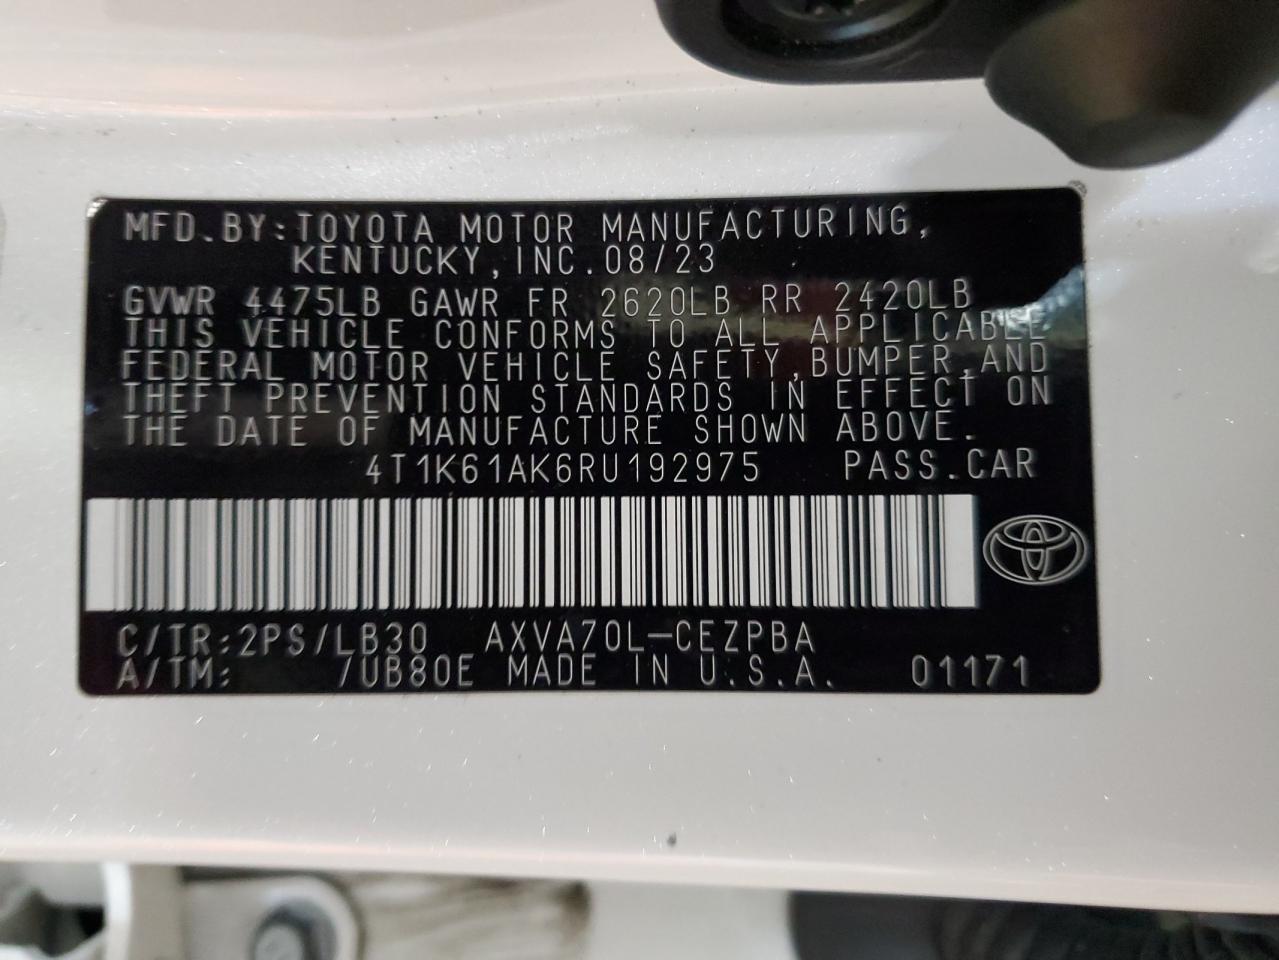 MFD.BY:TOYOTA MOTOR MANUFACTURING,
KENTUCKY,INC.08/23
GVWR 4475LB GAWR FR 2620LB RR 2420LB
THIS VEHICLE CONFORMS TO ALL APPLICABLE
FEDERAL MOTOR VEHICLE SAFETY,BUMPER,AND
THEFT PREVENTION STANDARDS IN EFFECT ON
THE DATE OF MANUFACTURE SHOWN ABOVE.
4T1K61AK6RU192975 PASS.CAR
C/TR:2PS/LB30 AXVA70L-CEZPBA
A/TM: /UB80E MADE IN U.S.A. 01171